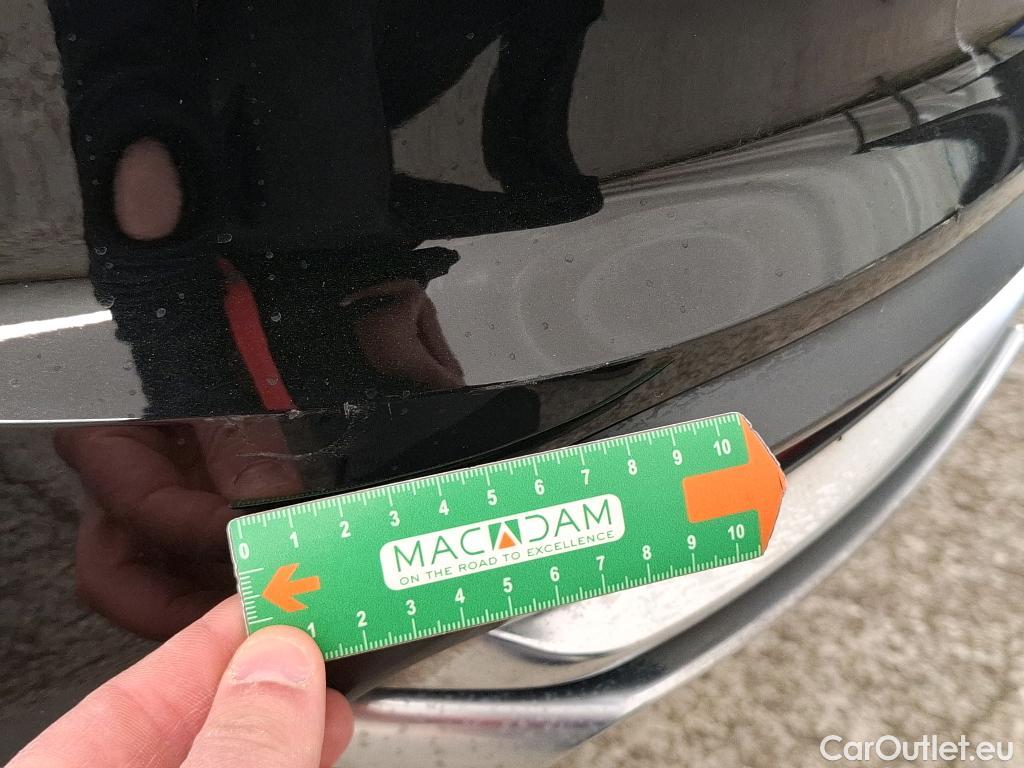 0 1 2 3 4 5 6 7 8 9 10
MACADAM
ON THE ROAD TO EXCELLENCE
1 2 3 4 5 6 7 8 9 10
CarOutlet.eu